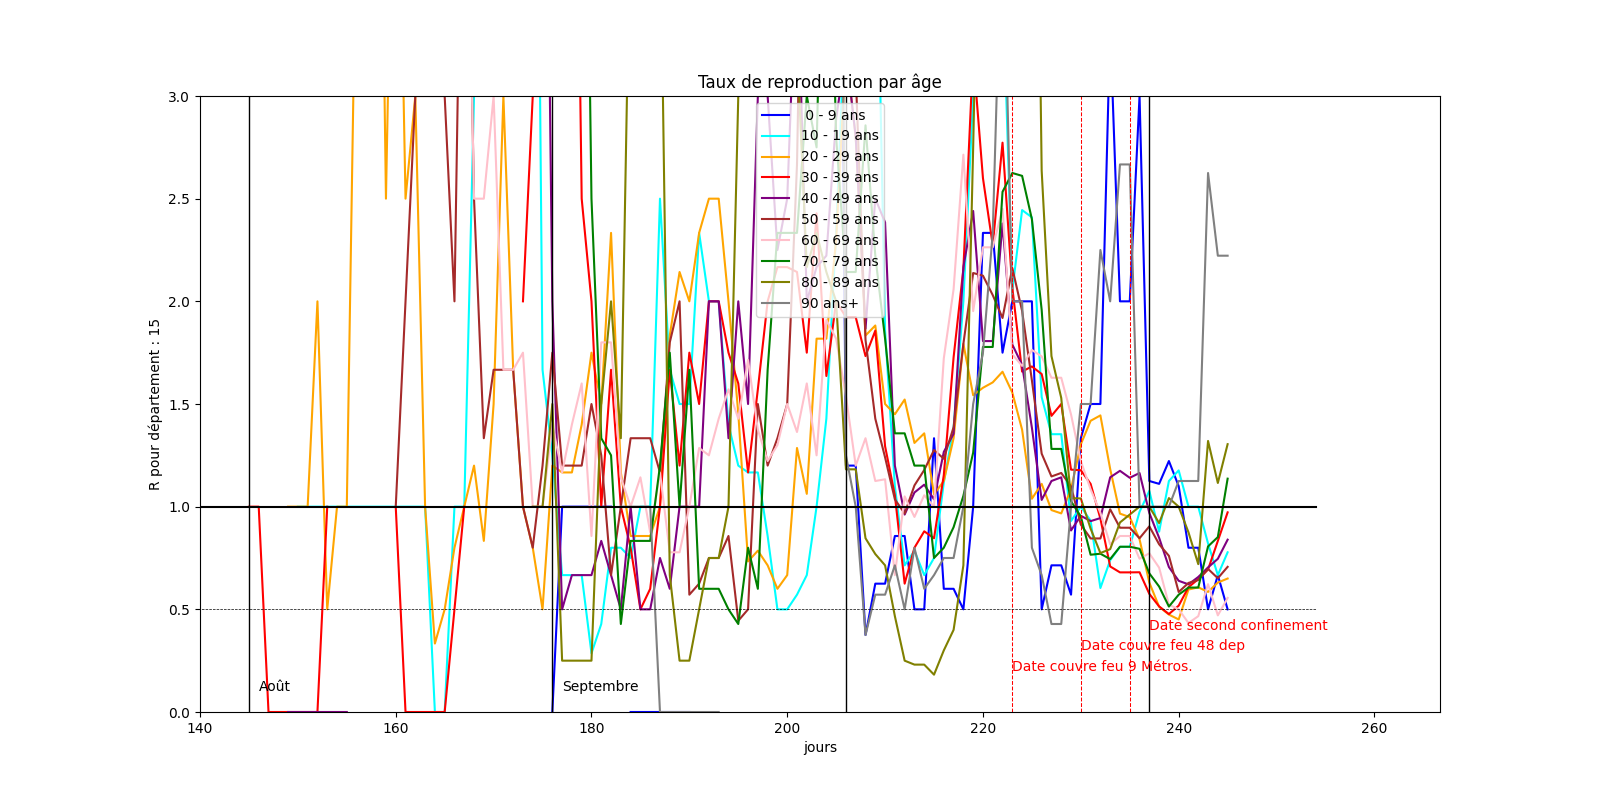 Taux de reproduction par âge
3.0
2.5
2.0
1.5
1.0
0.5
0.0
R pour département : 15
0 - 9 ans
10 - 19 ans
20 - 29 ans
30 - 39 ans
40 - 49 ans
50 - 59 ans
60 - 69 ans
70 - 79 ans
80 - 89 ans
90 ans+
Date second confinement
Date couvre feu 48 dep
Date couvre feu 9 Métros.
Août
Septembre
140
160
180
200
220
240
260
jours